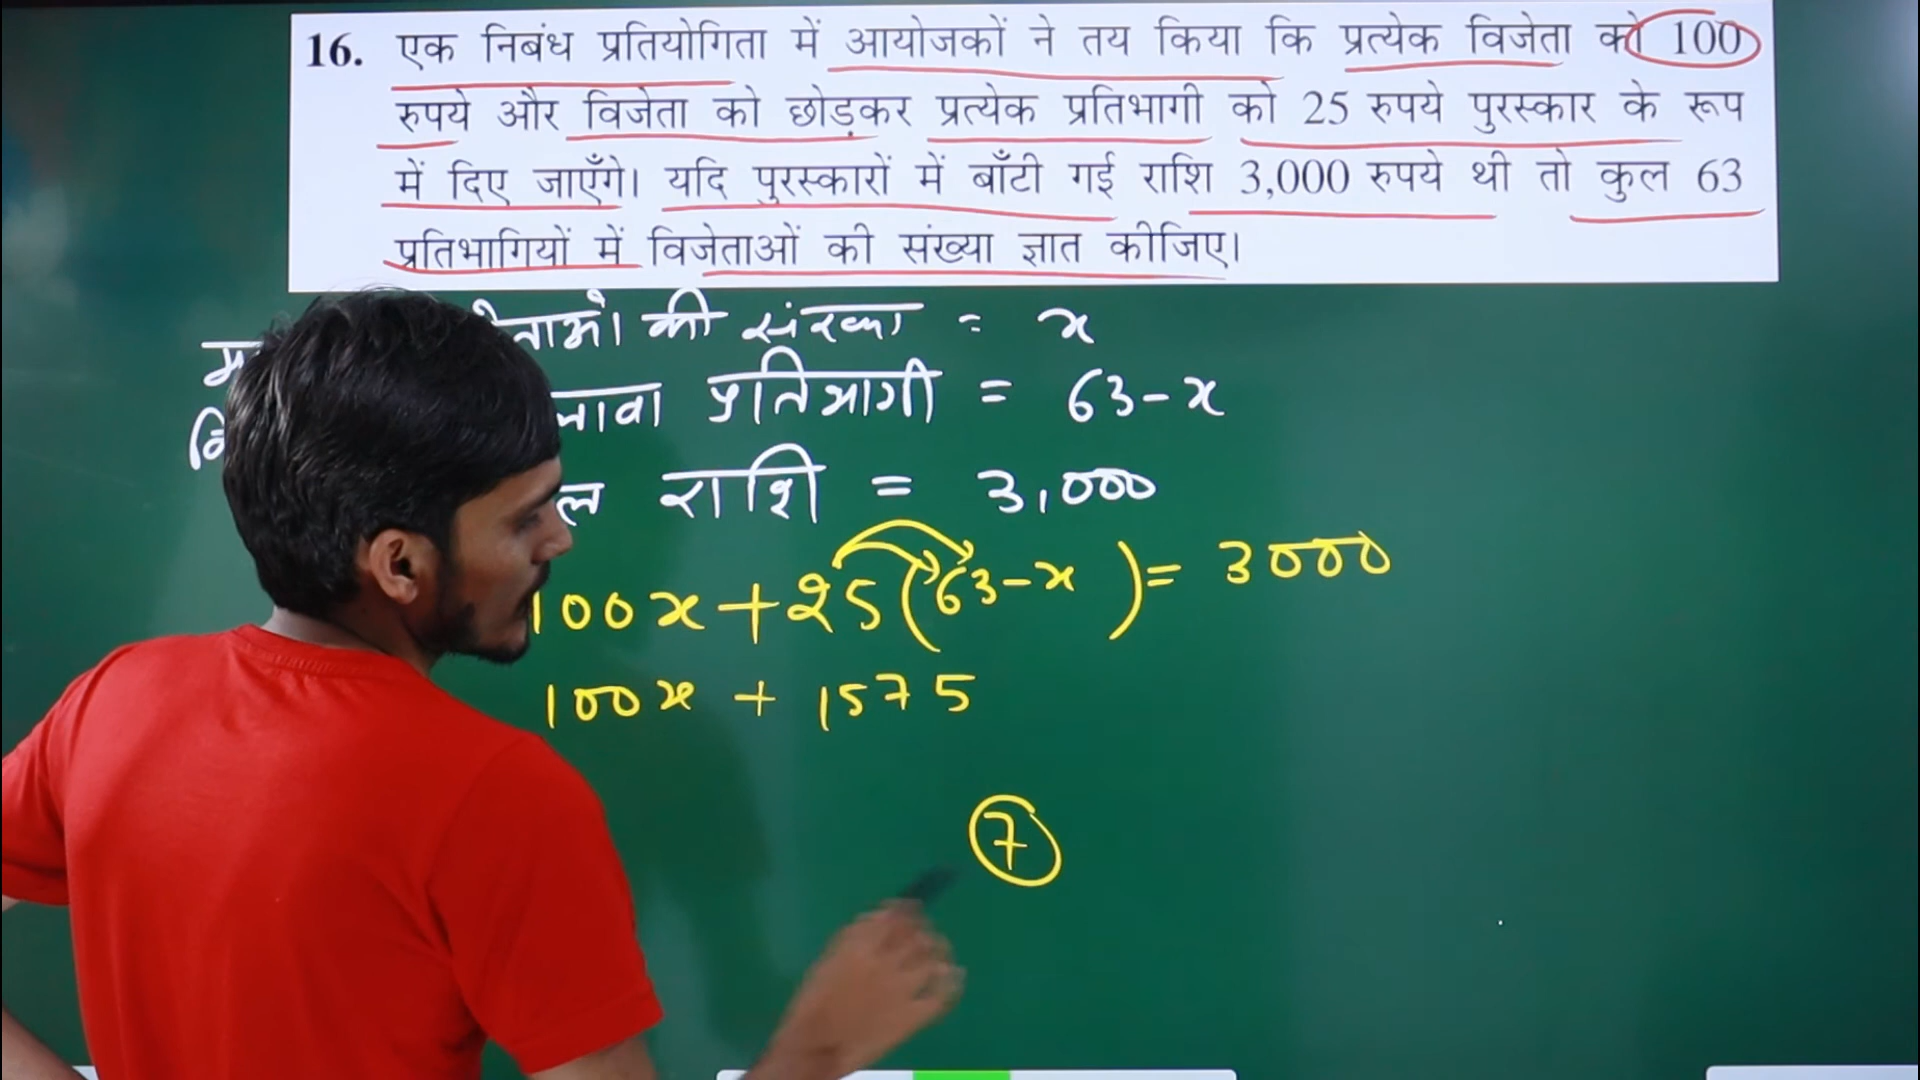 16. एक निबंध प्रतियोगिता में आयोजकों ने तय किया कि प्रत्येक विजेता को 100
रुपये और विजेता को छोड़कर प्रत्येक प्रतिभागी को 25 रुपये पुरस्कार के रूप
में दिए जाएँगे। यदि पुरस्कारों में बाँटी गई राशि 3,000 रुपये थी तो कुल 63
प्रतिभागियों में विजेताओं की संख्या ज्ञात कीजिए।
की संख्या = x
प्रतिभागी = 63-x
राशि = 3,000
100x+25(63-x)=3000
100x + 1575
7